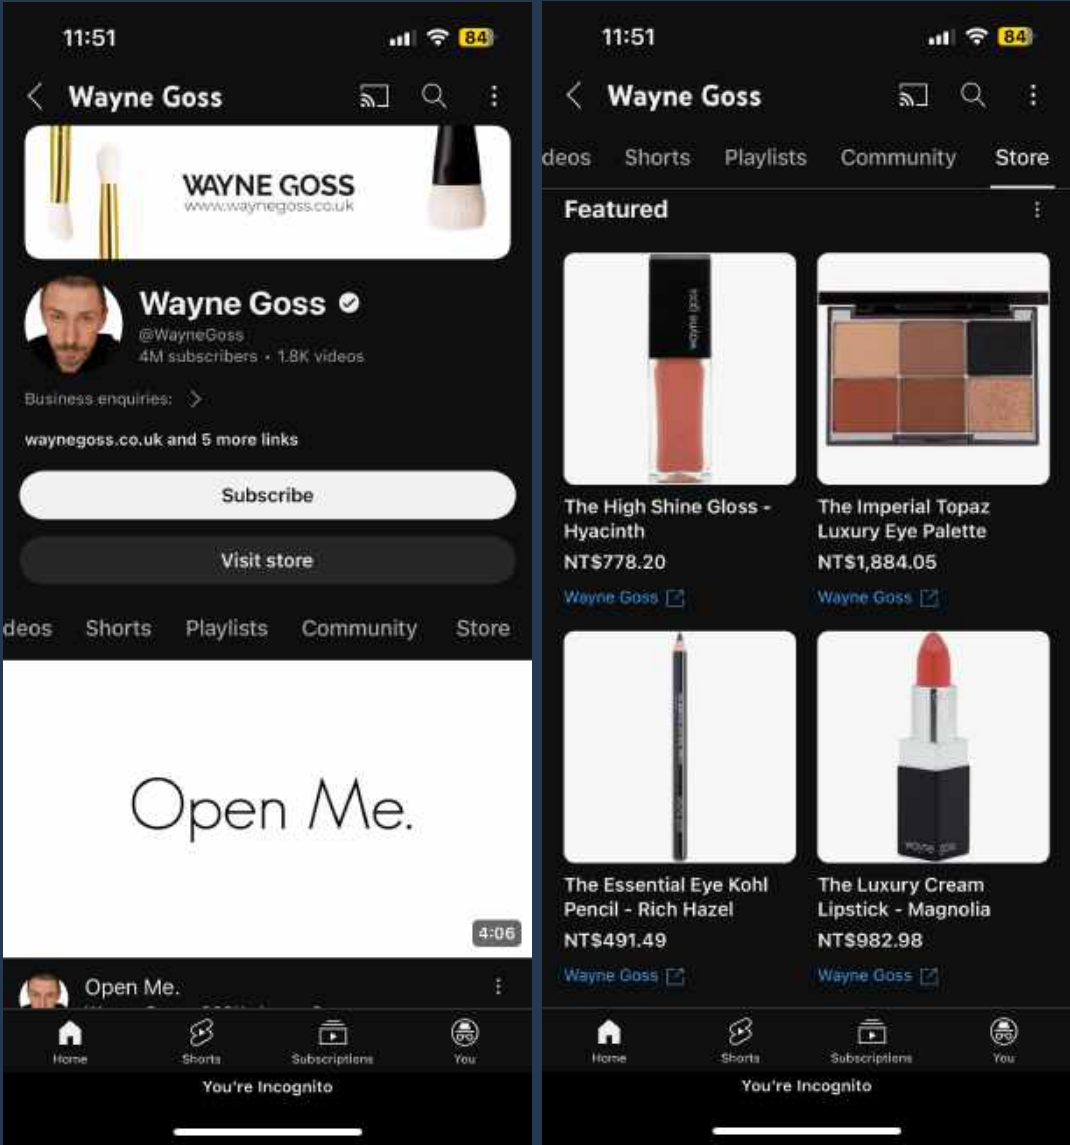 11:51
84
Wayne Goss
WAYNE GOSS
www.waynegoss.co.uk
Wayne Goss
@WayneGoss
4M subscribers • 1.8K videos
Business enquiries:
waynegoss.co.uk and 5 more links
Subscribe
Visit store
deos Shorts Playlists Community Store
Open Me.
4:06
Open Me.
Home Shorts Subscriptions You
You're Incognito
11:51
84
Wayne Goss
deos Shorts Playlists Community Store
Featured
wayne goss
The High Shine Gloss -
Hyacinth
NT$778.20
Wayne Goss
The Imperial Topaz
Luxury Eye Palette
NT$1,884.05
Wayne Goss
The Essential Eye Kohl
Pencil - Rich Hazel
NT$491.49
Wayne Goss
wayne goss
The Luxury Cream
Lipstick - Magnolia
NT$982.98
Wayne Goss
Home Shorts Subscriptions You
You're Incognito